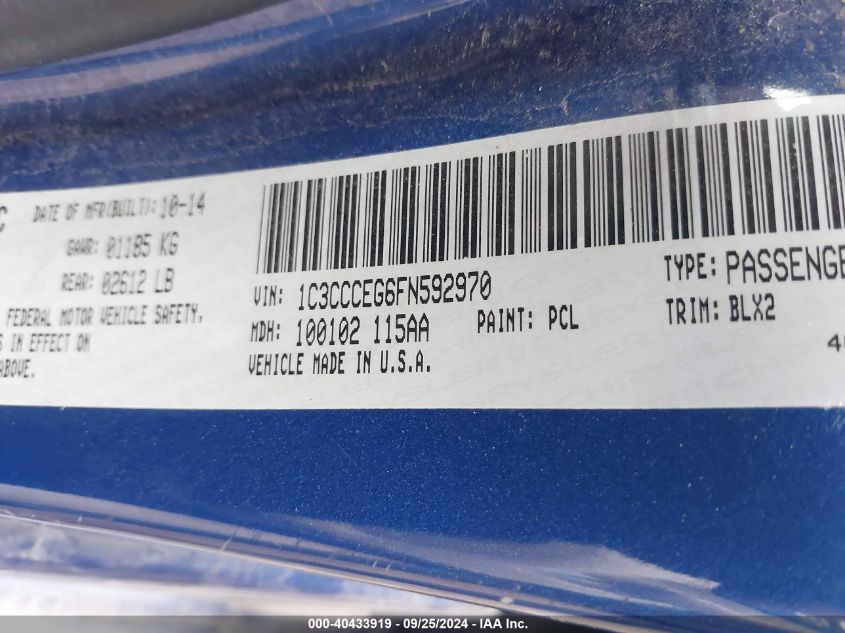 C DATE OF MFR(BUILT): 10-14
GAWR: 01185 KG
REAR: 02612 LB
FEDERAL MOTOR VEHICLE SAFETY,
IN EFFECT ON
ABOVE.
VIN: 1C3CCCEG6FN592970
TYPE: PASSENGE
MDH: 100102 115AA
PAINT: PCL
TRIM: BLX2
VEHICLE MADE IN U.S.A.
000-40433919 - 09/25/2024 - IAA Inc.